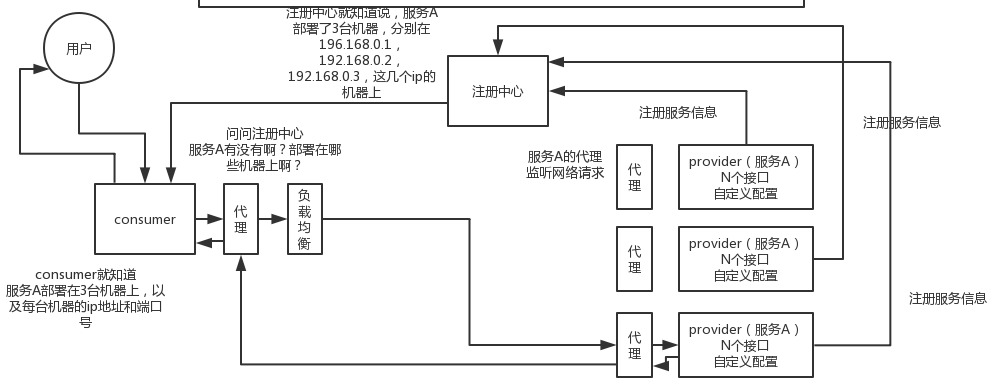 注册中心就知道说，服务A
部署了3台机器，分别在
196.168.0.1，
192.168.0.2，
192.168.0.3，这几个ip的
机器上
用户
注册中心
注册服务信息
注册服务信息
问问注册中心
服务A有没有啊？部署在哪
些机器上啊？
服务A的代理
监听网络请求
代
理
provider（服务A）
N个接口
自定义配置
consumer
代
理
负
载
均
衡
代
理
provider（服务A）
N个接口
自定义配置
consumer就知道
服务A部署在3台机器上，以
及每台机器的ip地址和端口
号
注册服务信息
代
理
provider（服务A）
N个接口
自定义配置